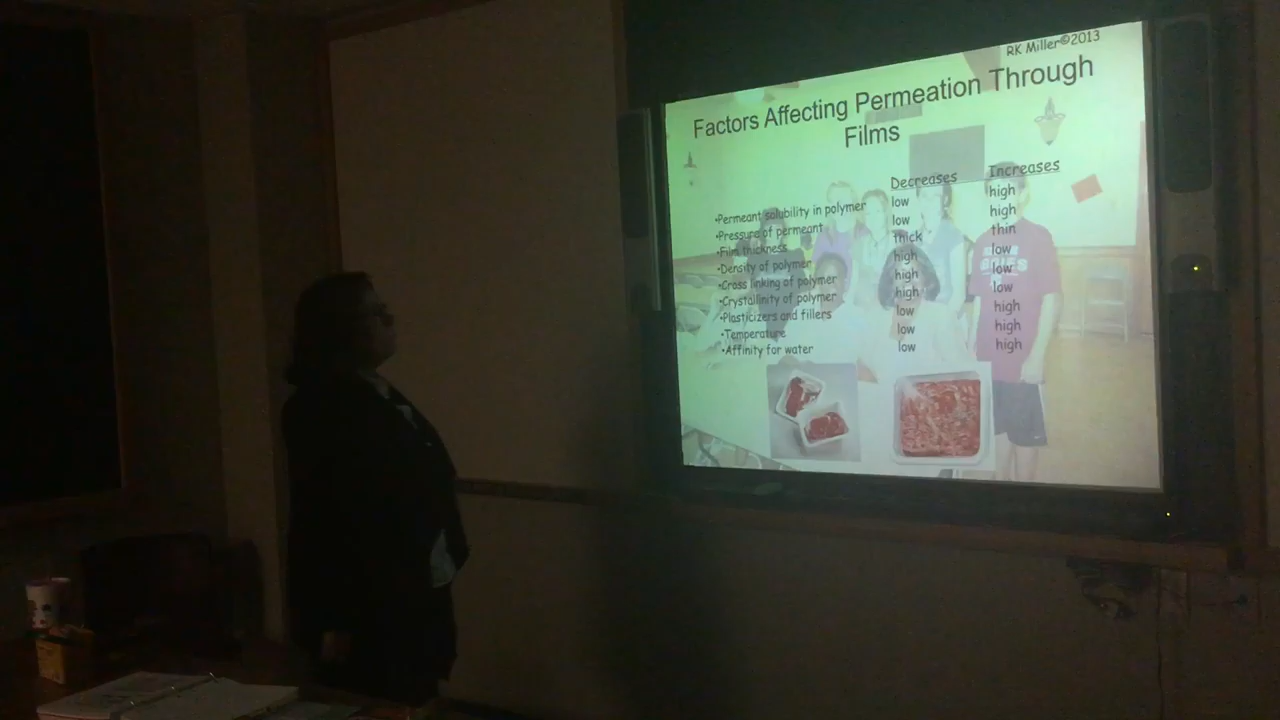 RK Miller©2013
Factors Affecting Permeation Through
Films
Decreases Increases
•Permeant solubility in polymer low high
•Pressure of permeant low high
•Film thickness thick thin
•Density of polymer high low
•Cross linking of polymer high low
•Crystallinity of polymer high low
•Plasticizers and fillers low high
•Temperature low high
•Affinity for water low high